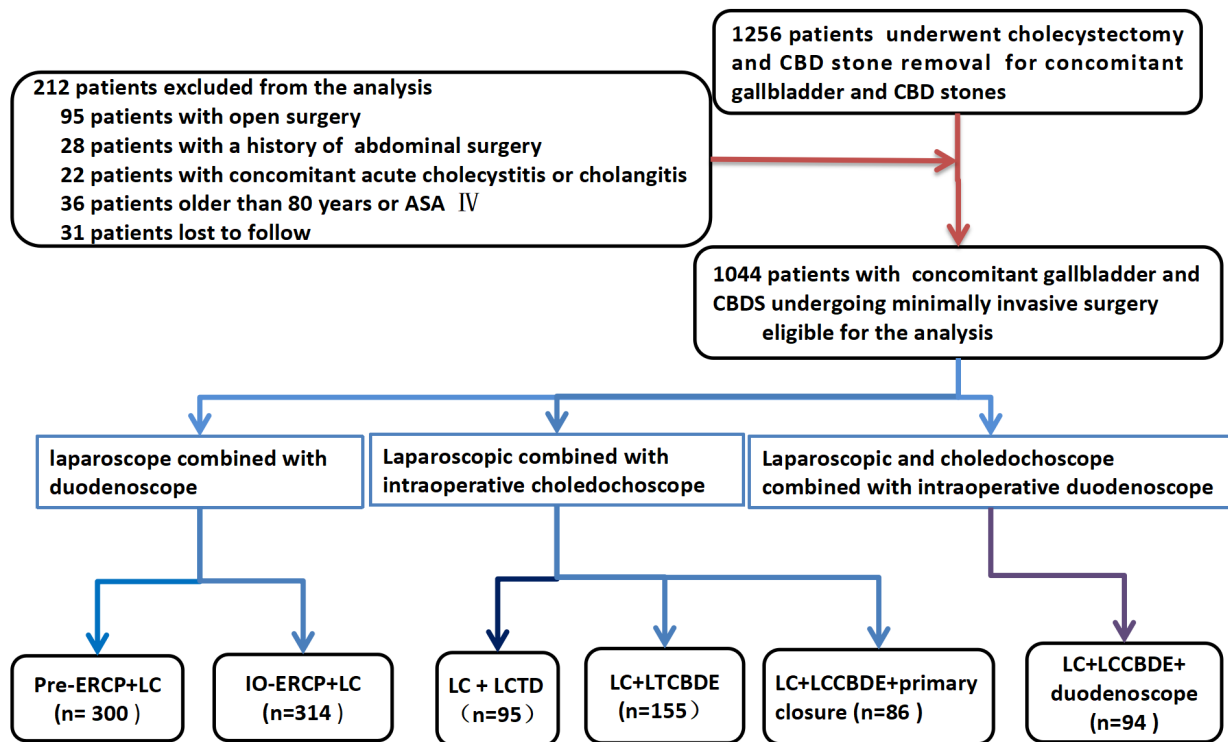 1256 patients underwent cholecystectomy
and CBD stone removal for concomitant
gallbladder and CBD stones
212 patients excluded from the analysis
95 patients with open surgery
28 patients with a history of abdominal surgery
22 patients with concomitant acute cholecystitis or cholangitis
36 patients older than 80 years or ASA Ⅳ
31 patients lost to follow
1044 patients with concomitant gallbladder and
CBDS undergoing minimally invasive surgery
eligible for the analysis
laparoscope combined with
duodenoscope
Laparoscopic combined with
intraoperative choledochoscope
Laparoscopic and choledochoscope
combined with intraoperative duodenoscope
Pre-ERCP+LC
(n= 300）
IO-ERCP+LC
(n=314）
LC + LCTD
（n=95）
LC+LTCBDE
(n=155）
LC+LCCBDE+primary
closure (n=86 )
LC+LCCBDE+
duodenoscope
(n=94 )